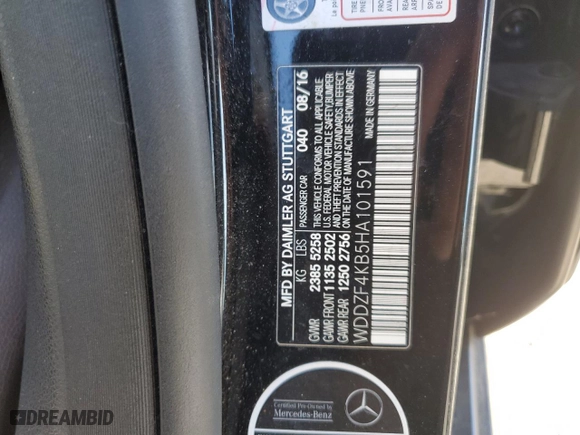 MFD BY DAIMLER AG STUTTGART
KG LBS PASSENGER CAR 040 08/16
GVWR 2385 5258
GAWR FRONT 1135 2502
GAWR REAR 1250 2756
THIS VEHICLE CONFORMS TO ALL APPLICABLE
U.S. FEDERAL MOTOR VEHICLE SAFETY,BUMPER
AND THEFT PREVENTION STANDARDS IN EFFECT
ON THE DATE OF MANUFACTURE SHOWN ABOVE
WDDZF4KB5HA101591 MADE IN GERMANY
Certified Pre-Owned by
Mercedes-Benz
TIRE
DREAMBID